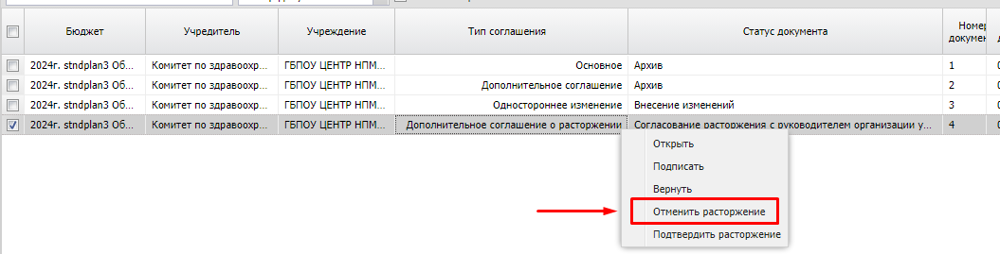 Бюджет Учредитель Учреждение Тип соглашения Статус документа Номер докумен
2024г. stndplan3 Об... Комитет по здравоохр... ГБПОУ ЦЕНТР НПМ... Основное Архив 1
2024г. stndplan3 Об... Комитет по здравоохр... ГБПОУ ЦЕНТР НПМ... Дополнительное соглашение Архив 2
2024г. stndplan3 Об... Комитет по здравоохр... ГБПОУ ЦЕНТР НПМ... Одностороннее изменение Внесение изменений 3
2024г. stndplan3 Об... Комитет по здравоохр... ГБПОУ ЦЕНТР НПМ... Дополнительное соглашение о расторжении Согласование расторжения с руководителем организации у... 4
Открыть
Подписать
Вернуть
Отменить расторжение
Подтвердить расторжение